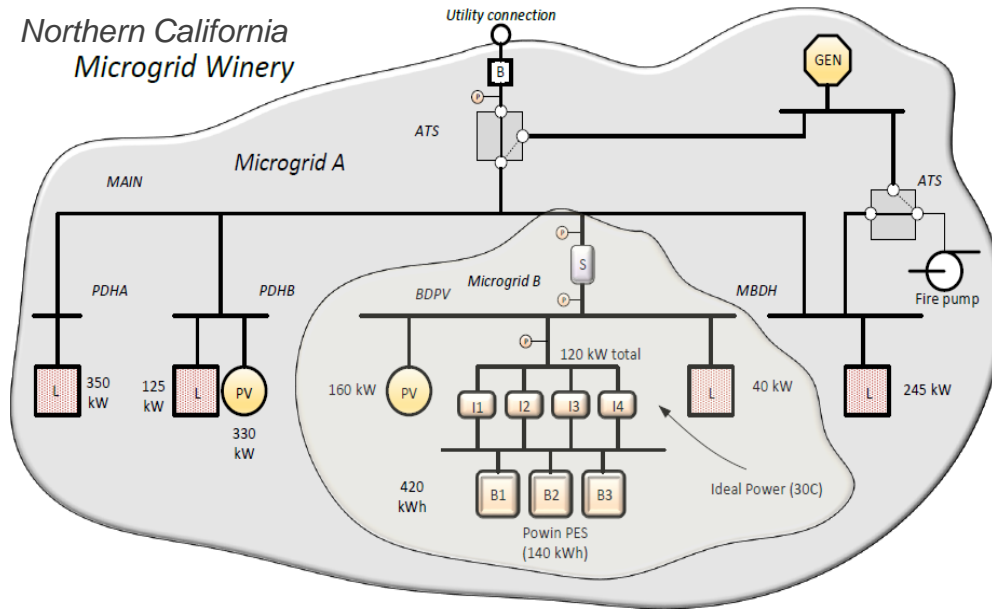 Northern California
Microgrid Winery
Utility connection
B
P
ATS
GEN
Microgrid A
MAIN
ATS
Fire pump
P
S
P
Microgrid B
PDHA
PDHB
BDPV
MBDH
P
120 kW total
L
350
kW
125
kW
L
PV
330
kW
160 kW
PV
I1
I2
I3
I4
L
40 kW
L
245 kW
420
kWh
B1
B2
B3
Ideal Power (30C)
Powin PES
(140 kWh)